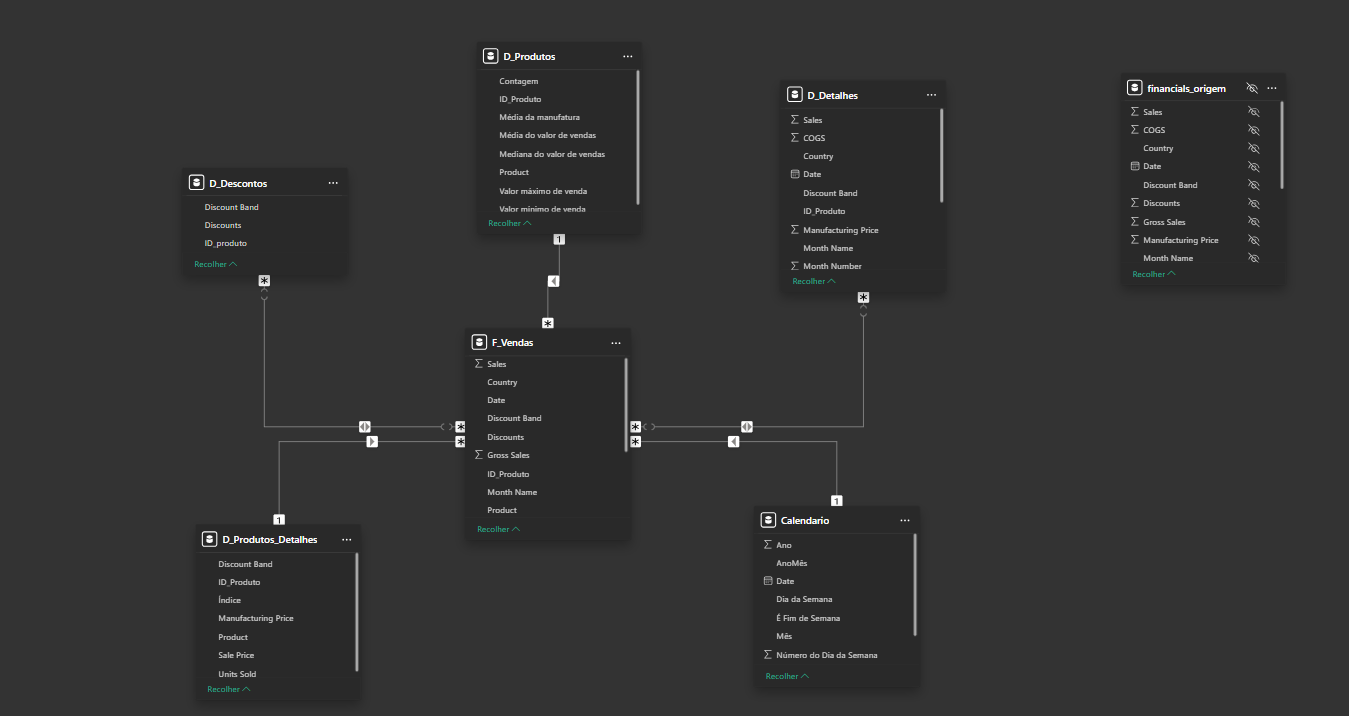 D_Produtos
Contagem
ID_Produto
Média da manufatura
Média do valor de vendas
Mediana do valor de vendas
Product
Valor máximo de venda
Valor mínimo de venda
Recolher
1
*
D_Detalhes
Sales
COGS
Country
Date
Discount Band
ID_Produto
Manufacturing Price
Month Name
Month Number
Recolher
*
financials_origem
Sales
COGS
Country
Date
Discount Band
Discounts
Gross Sales
Manufacturing Price
Month Name
Recolher
D_Descontos
Discount Band
Discounts
ID_produto
Recolher
*
F_Vendas
Sales
Country
Date
Discount Band
Discounts
Gross Sales
ID_Produto
Month Name
Product
Recolher
*
*
*
*
1
D_Produtos_Detalhes
Discount Band
ID_Produto
Índice
Manufacturing Price
Product
Sale Price
Units Sold
Recolher
1
Calendario
Ano
AnoMês
Date
Dia da Semana
É Fim de Semana
Mês
Número do Dia da Semana
Recolher